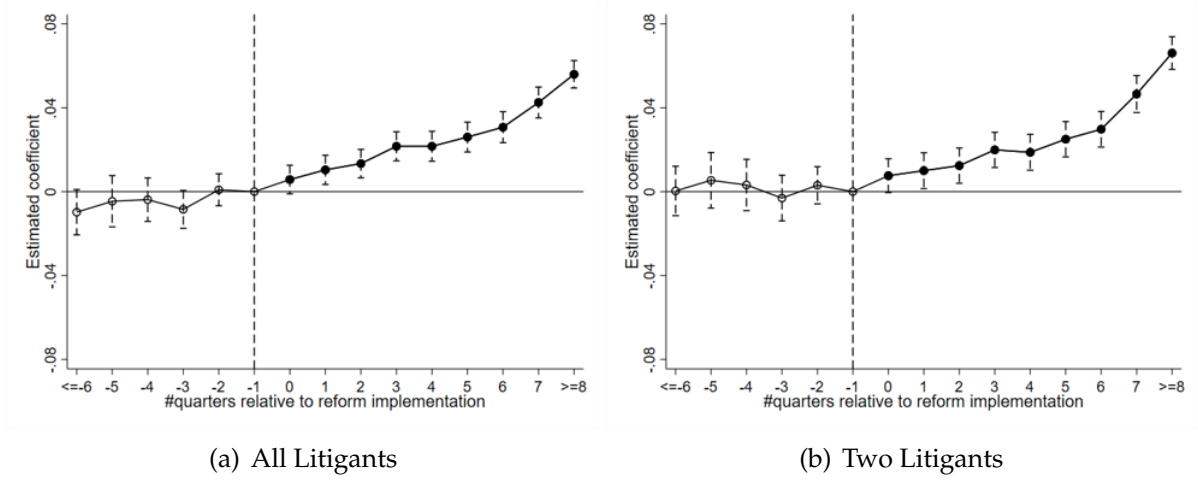 .08
.04
0
-.04
-.08
Estimated coefficient
<=-6 -5 -4 -3 -2 -1 0 1 2 3 4 5 6 7 >=8
#quarters relative to reform implementation
(a) All Litigants
.08
.04
0
-.04
-.08
Estimated coefficient
<=-6 -5 -4 -3 -2 -1 0 1 2 3 4 5 6 7 >=8
#quarters relative to reform implementation
(b) Two Litigants